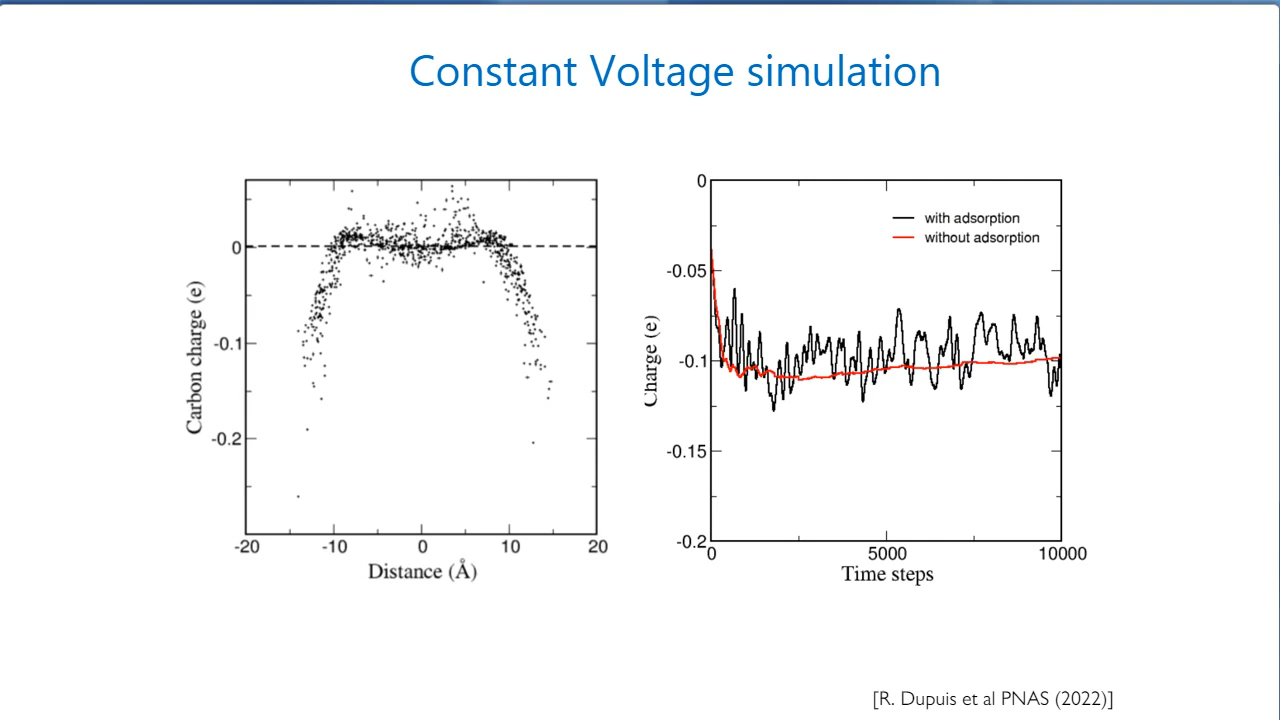 Constant Voltage simulation
0
-0.1
-0.2
Carbon charge (e)
-20
-10
0
10
20
Distance (Å)
0
-0.05
-0.1
-0.15
-0.2
Charge (e)
with adsorption
without adsorption
0
5000
10000
Time steps
[R. Dupuis et al PNAS (2022)]